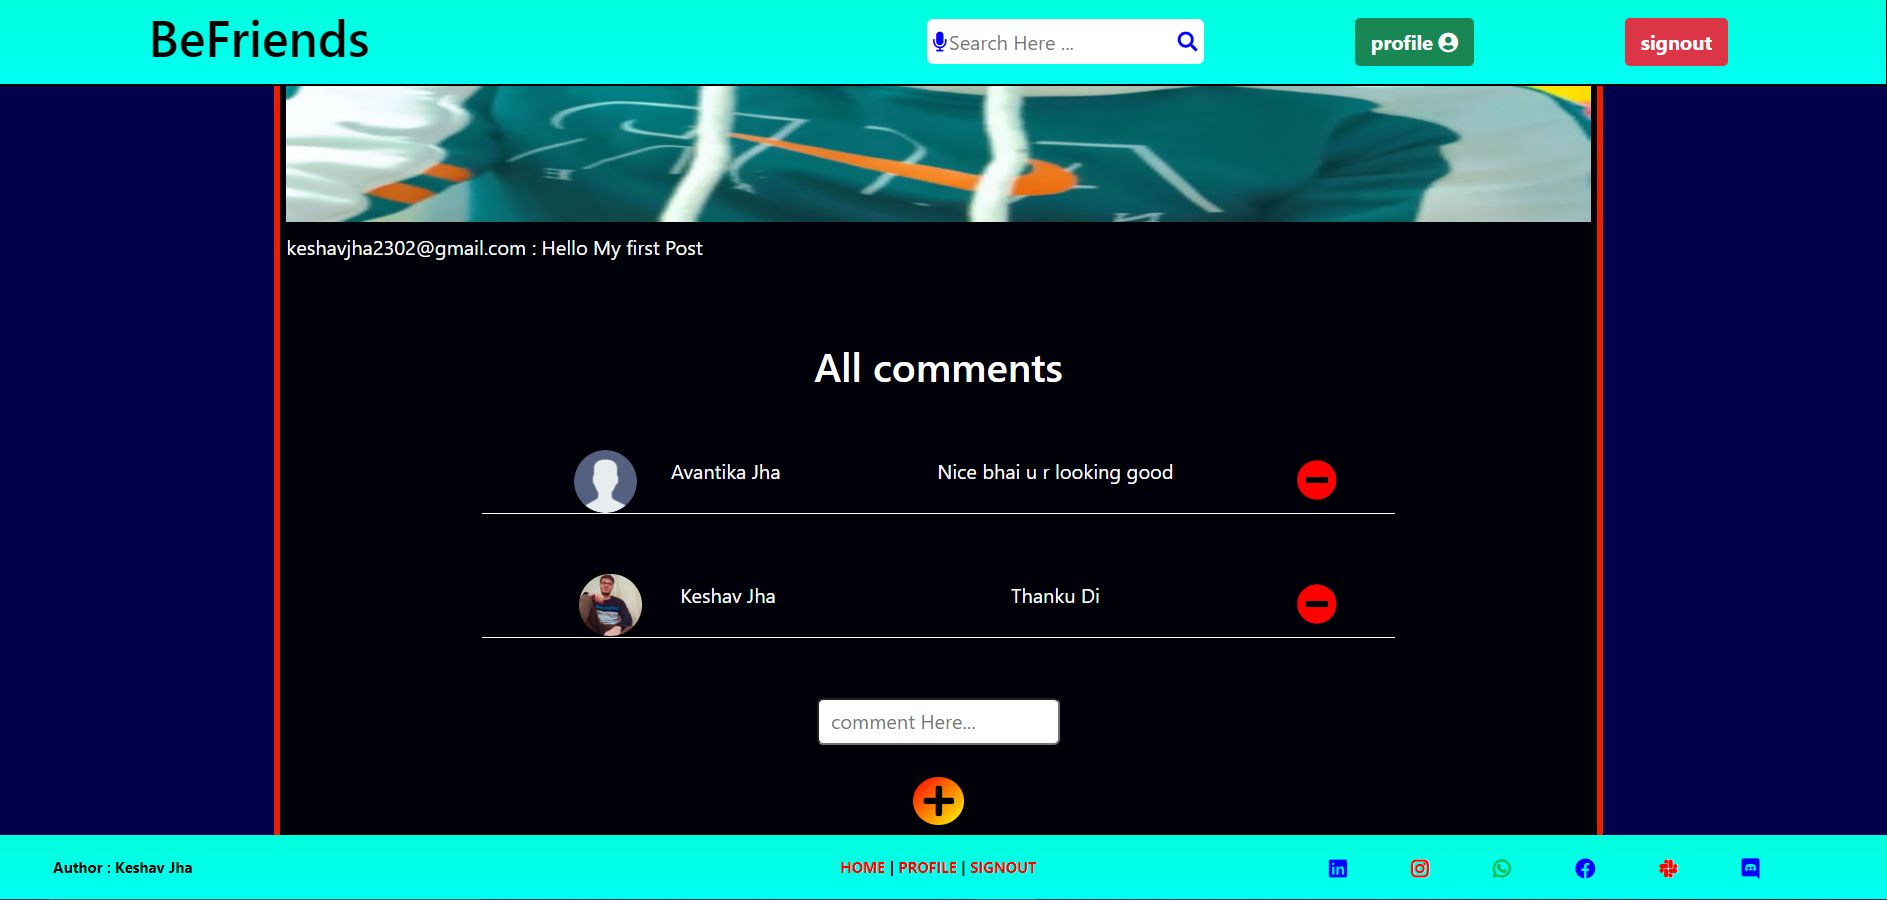 BeFriends
Search Here ...
profile
signout
keshavjha2302@gmail.com : Hello My first Post
All comments
Avantika Jha
Nice bhai u r looking good
Keshav Jha
Thanku Di
comment Here...
Author : Keshav Jha
HOME | PROFILE | SIGNOUT